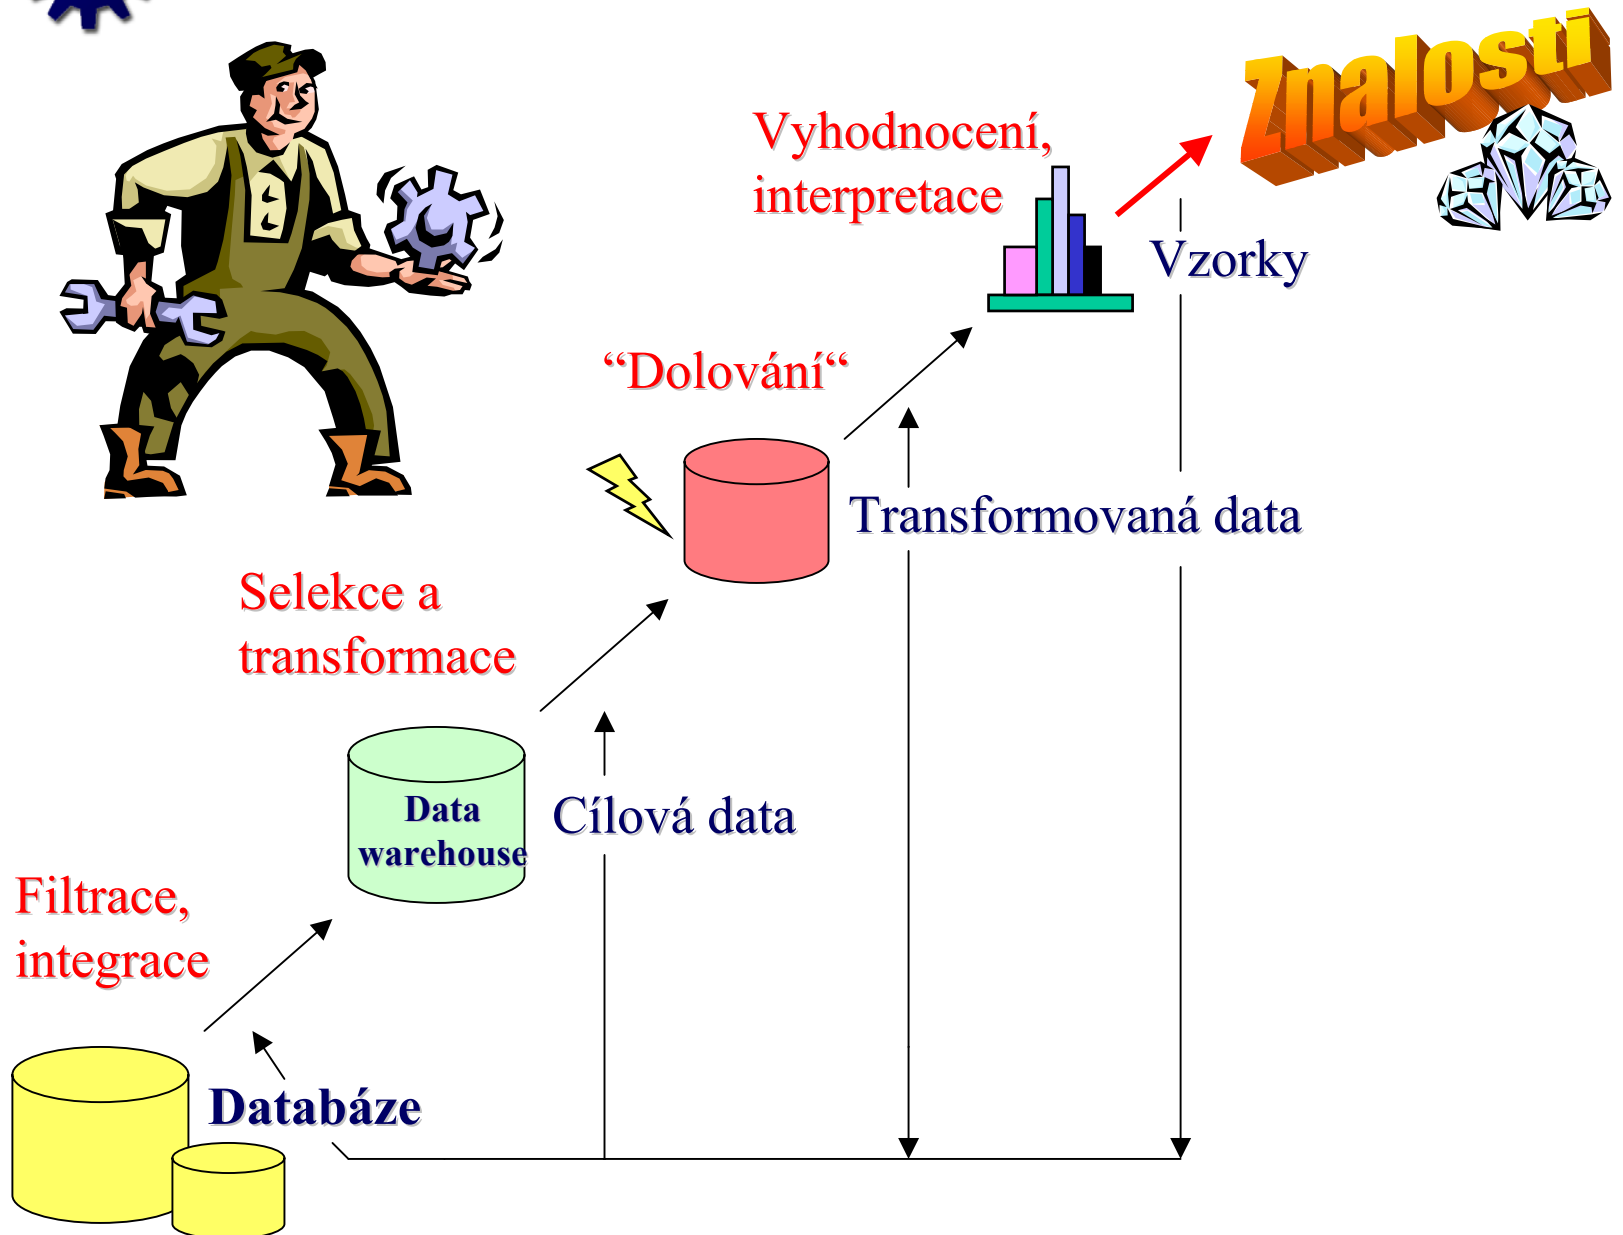 Znalosti
Vyhodnocení,
interpretace
Vzorky
“Dolování“
Transformovaná data
Selekce a
transformace
Data
warehouse
Cílová data
Filtrace,
integrace
Databáze